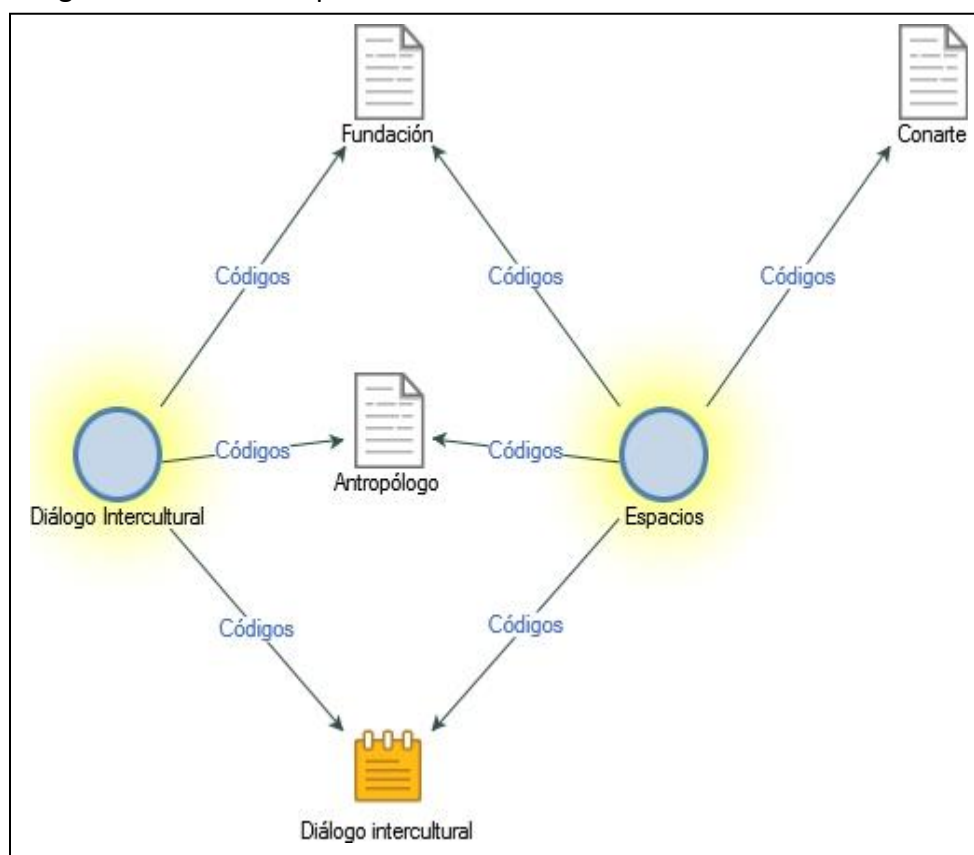 Fundación
Conarte
Códigos
Códigos
Códigos
Códigos
Códigos
Antropólogo
Diálogo Intercultural
Espacios
Códigos
Códigos
Diálogo intercultural